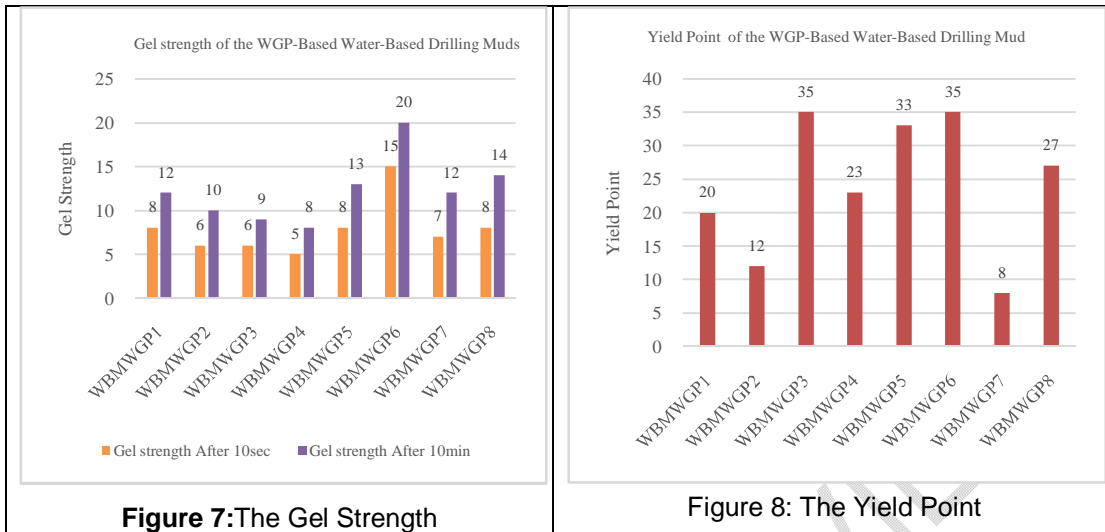 Gel strength of the WGP-Based Water-Based Drilling Muds
25
20
15
10
5
0
Gel Strength
8
12
6
10
6
9
5
8
8
13
15
20
7
12
8
14
WBMWGP1
WBMWGP2
WBMWGP3
WBMWGP4
WBMWGP5
WBMWGP6
WBMWGP7
WBMWGP8
Gel strength After 10sec
Gel strength After 10min
Figure 7:The Gel Strength
Yield Point of the WGP-Based Water-Based Drilling Mud
40
35
30
25
20
15
10
5
0
Yield Point
20
12
35
23
33
35
8
27
WBMWGP1
WBMWGP2
WBMWGP3
WBMWGP4
WBMWGP5
WBMWGP6
WBMWGP7
WBMWGP8
Figure 8: The Yield Point